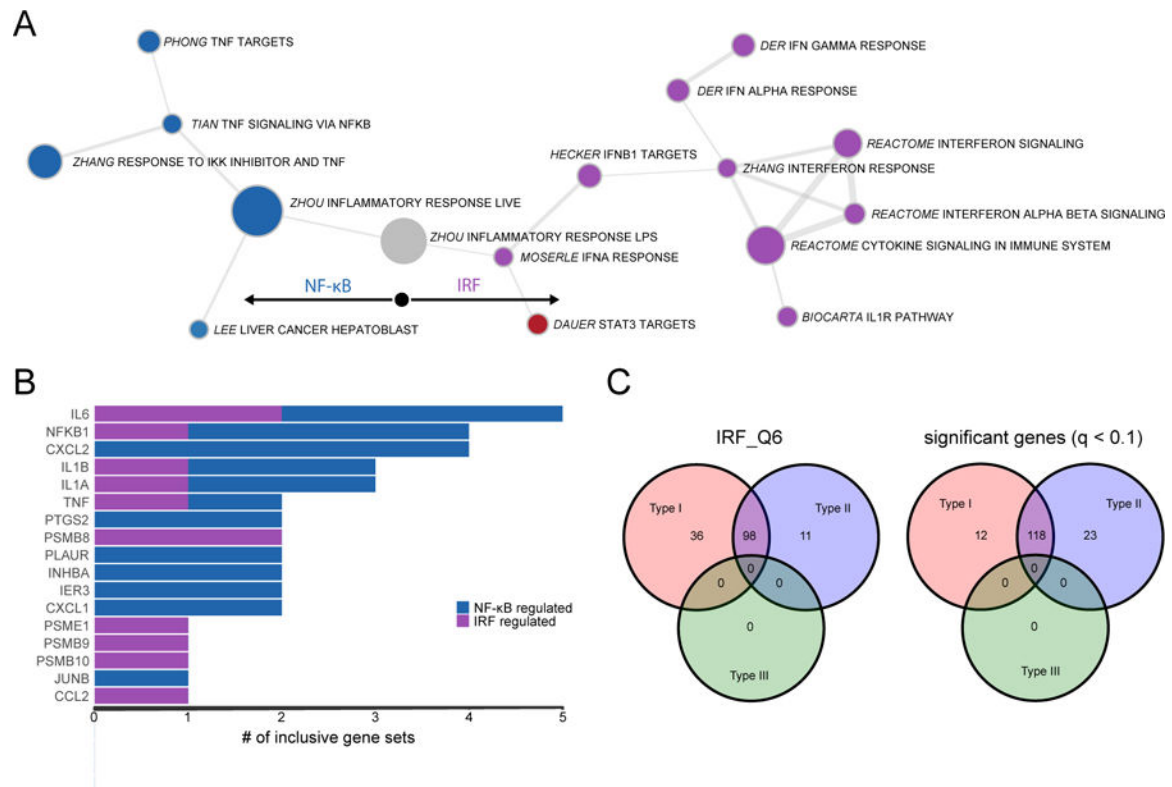 A
PHONG TNF TARGETS
DER IFN GAMMA RESPONSE
DER IFN ALPHA RESPONSE
TIAN TNF SIGNALING VIA NFKB
REACTOME INTERFERON SIGNALING
HECKER IFNB1 TARGETS
ZHANG RESPONSE TO IKK INHIBITOR AND TNF
ZHANG INTERFERON RESPONSE
ZHOU INFLAMMATORY RESPONSE LIVE
REACTOME INTERFERON ALPHA BETA SIGNALING
ZHOU INFLAMMATORY RESPONSE LPS
REACTOME CYTOKINE SIGNALING IN IMMUNE SYSTEM
MOSERLE IFNA RESPONSE
NF-κB
IRF
LEE LIVER CANCER HEPATOBLAST
DAUER STAT3 TARGETS
BIOCARTA IL1R PATHWAY
B
IL6
NFKB1
CXCL2
IL1B
IL1A
TNF
PTGS2
PSMB8
PLAUR
INHBA
IER3
CXCL1
PSME1
PSMB9
PSMB10
JUNB
CCL2
NF-κB regulated
IRF regulated
0 1 2 3 4 5
# of inclusive gene sets
C
IRF_Q6
Type I
Type II
36 98 11
0
0 0
0
Type III
significant genes (q < 0.1)
Type I
Type II
12 118 23
0
0 0
0
Type III